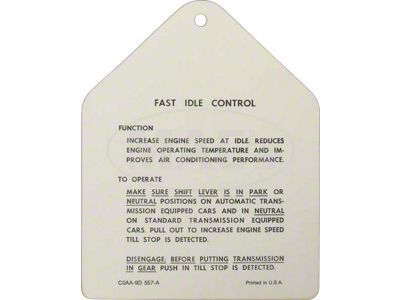 FAST IDLE CONTROL
FUNCTION
INCREASE ENGINE SPEED AT IDLE. REDUCES
ENGINE OPERATING TEMPERATURE AND IM-
PROVES AIR CONDITIONING PERFORMANCE.
TO OPERATE
MAKE SURE SHIFT LEVER IS IN PARK OR
NEUTRAL POSITIONS ON AUTOMATIC TRANS-
MISSION EQUIPPED CARS AND IN NEUTRAL
ON STANDARD TRANSMISSION EQUIPPED
CARS. PULL OUT TO INCREASE ENGINE SPEED
TILL STOP IS DETECTED.
DISENGAGE: BEFORE PUTTING TRANSMISSION
IN GEAR PUSH IN TILL STOP IS DETECTED.
C0AA-9D 557-A Printed in U.S.A.